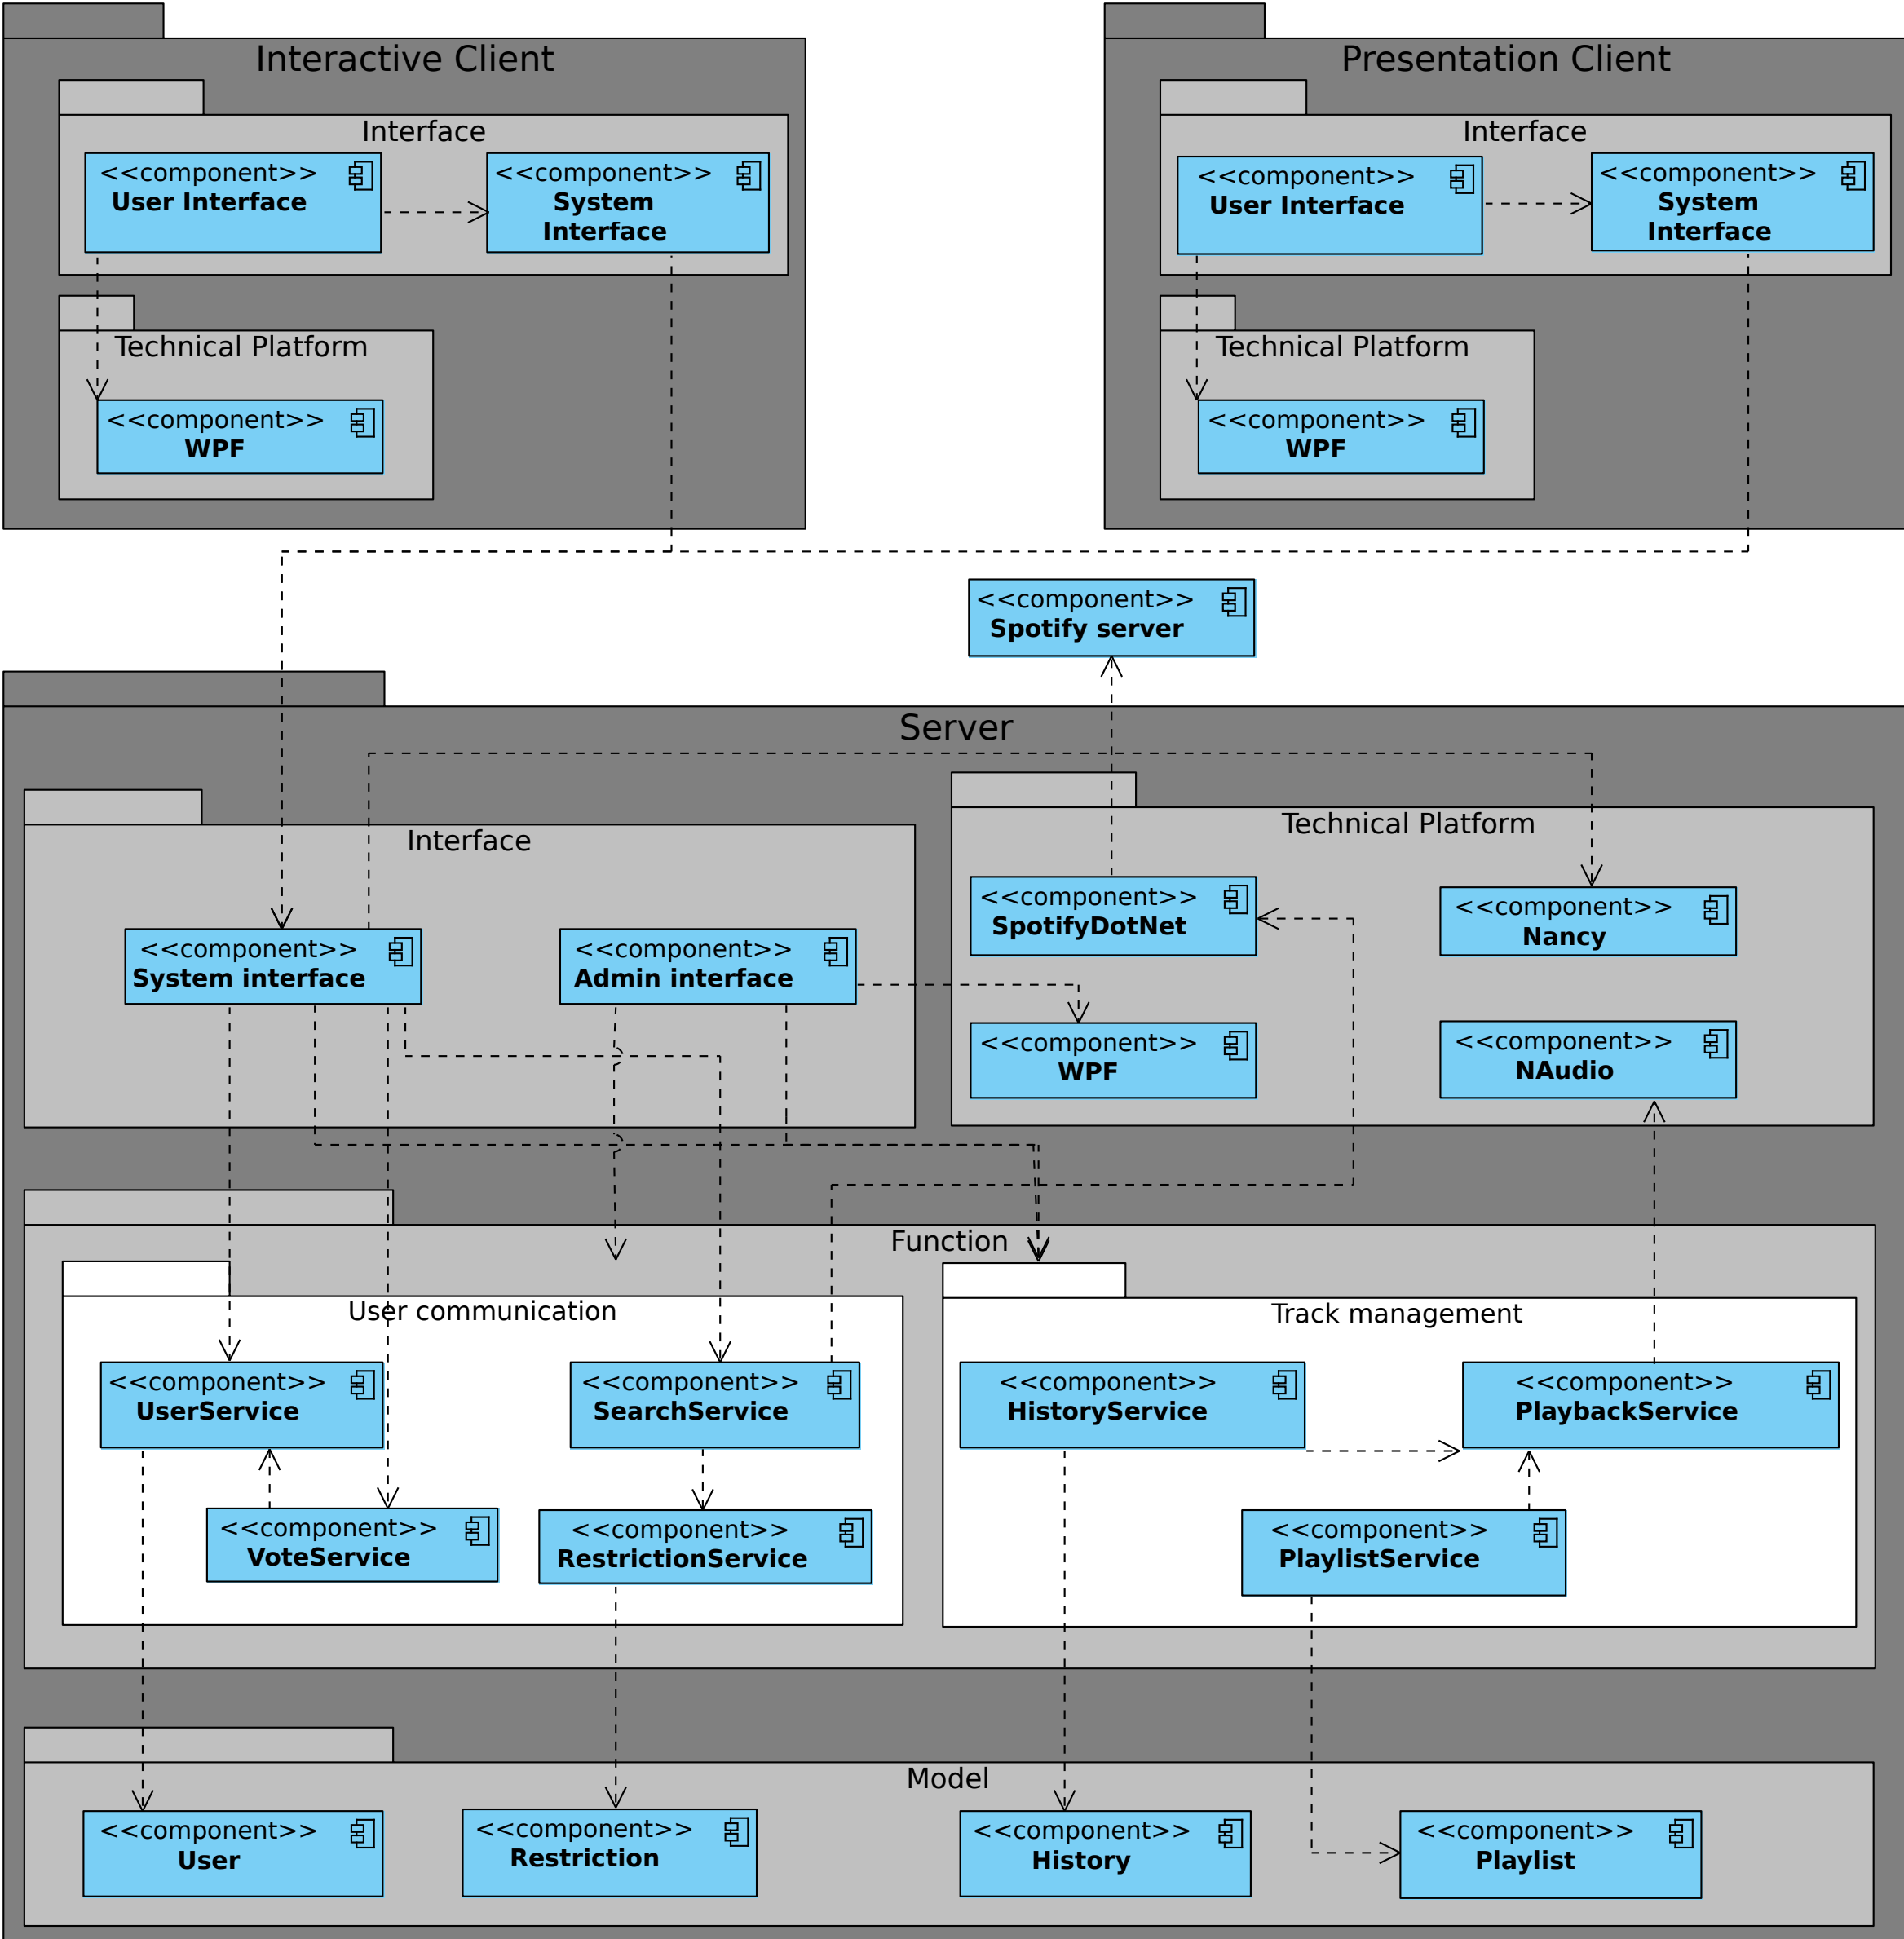 Interactive Client
Interface
<<component>>
User Interface
<<component>>
System
Interface
Technical Platform
<<component>>
WPF
Presentation Client
Interface
<<component>>
User Interface
<<component>>
System
Interface
Technical Platform
<<component>>
WPF
<<component>>
Spotify server
Server
Interface
<<component>>
System interface
<<component>>
Admin interface
Technical Platform
<<component>>
SpotifyDotNet
<<component>>
Nancy
<<component>>
WPF
<<component>>
NAudio
Function
User communication
<<component>>
UserService
<<component>>
SearchService
<<component>>
VoteService
<<component>>
RestrictionService
Track management
<<component>>
HistoryService
<<component>>
PlaybackService
<<component>>
PlaylistService
Model
<<component>>
User
<<component>>
Restriction
<<component>>
History
<<component>>
Playlist